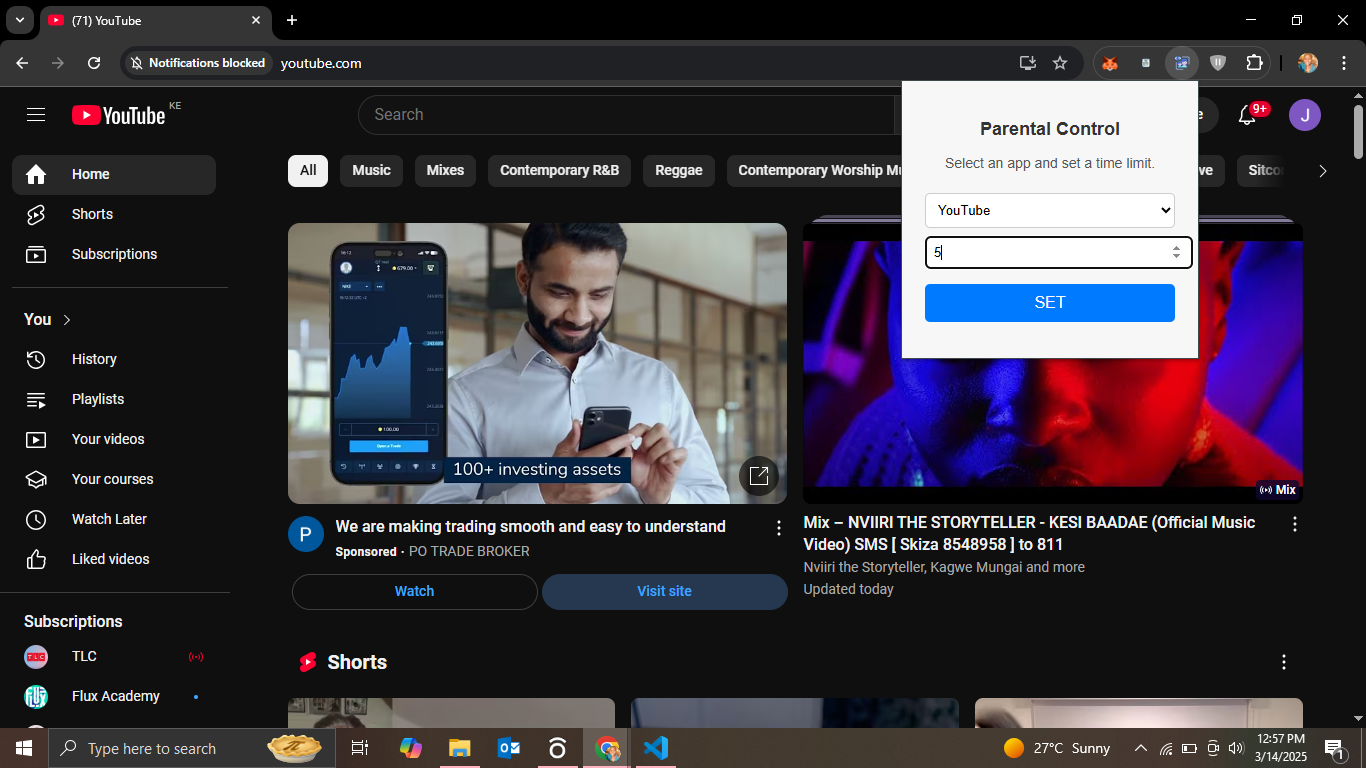 (71) YouTube
Notifications blocked
youtube.com
YouTube KE
Search
9+
J
Parental Control
Select an app and set a time limit.
YouTube
5
SET
Home
Shorts
Subscriptions
You
History
Playlists
Your videos
Your courses
Watch Later
Liked videos
Subscriptions
TLC
Flux Academy
All
Music
Mixes
Contemporary R&B
Reggae
Contemporary Worship Mu
ve
Sitco
100+ investing assets
P
We are making trading smooth and easy to understand
Sponsored · PO TRADE BROKER
Watch
Visit site
Mix
Mix – NVIIRI THE STORYTELLER - KESI BAADAE (Official Music
Video) SMS [ Skiza 8548958 ] to 811
Nviiri the Storyteller, Kagwe Mungai and more
Updated today
Shorts
Type here to search
27°C Sunny
12:57 PM
3/14/2025
1